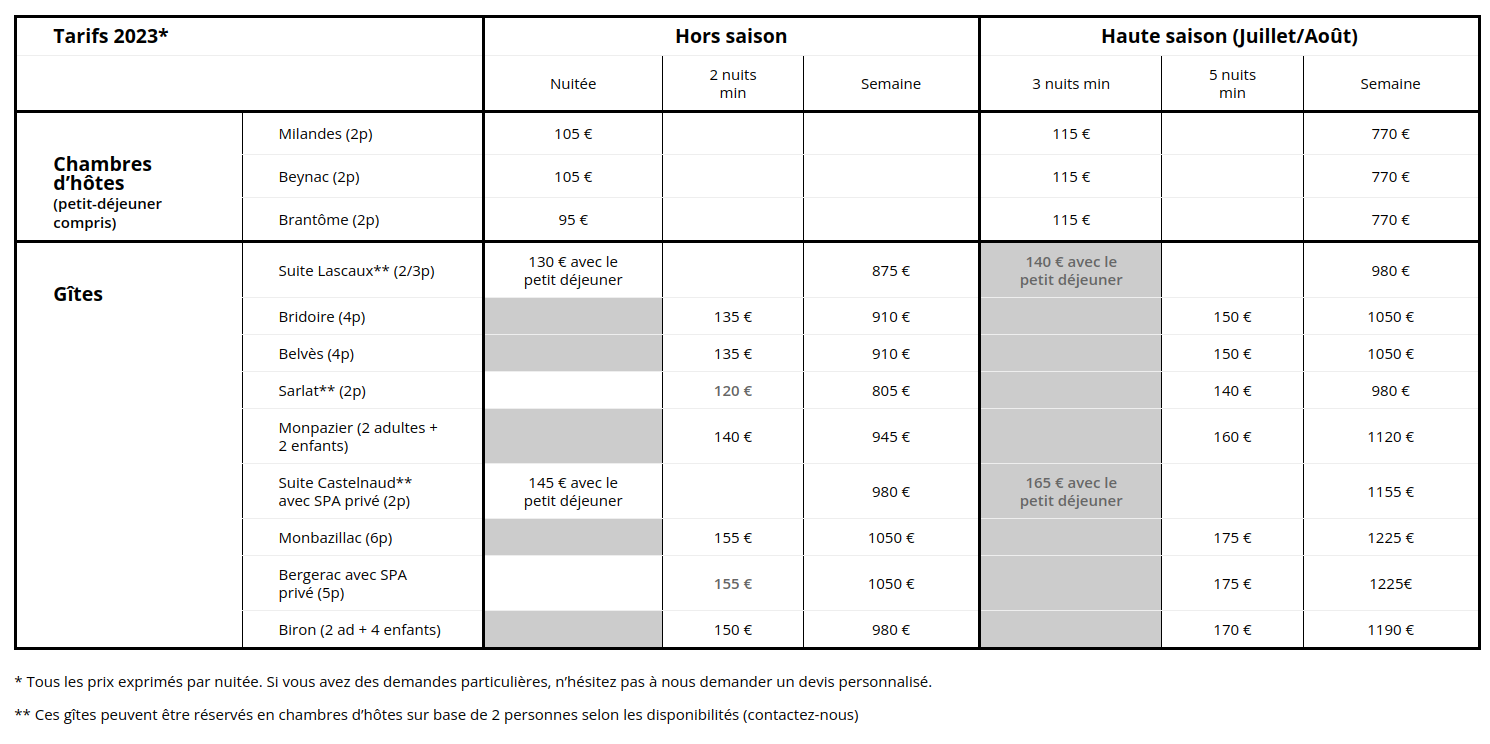 Tarifs 2023* Hors saison Haute saison (Juillet/Août)
Nuitée 2 nuits min Semaine 3 nuits min 5 nuits min Semaine
Chambres d’hôtes (petit-déjeuner compris)
Milandes (2p) 105 € 115 € 770 €
Beynac (2p) 105 € 115 € 770 €
Brantôme (2p) 95 € 115 € 770 €
Gîtes
Suite Lascaux** (2/3p) 130 € avec le petit déjeuner 875 € 140 € avec le petit déjeuner 980 €
Bridoire (4p) 135 € 910 € 150 € 1050 €
Belvès (4p) 135 € 910 € 150 € 1050 €
Sarlat** (2p) 120 € 805 € 140 € 980 €
Monpazier (2 adultes + 2 enfants) 140 € 945 € 160 € 1120 €
Suite Castelnaud** avec SPA privé (2p) 145 € avec le petit déjeuner 980 € 165 € avec le petit déjeuner 1155 €
Monbazillac (6p) 155 € 1050 € 175 € 1225 €
Bergerac avec SPA privé (5p) 155 € 1050 € 175 € 1225€
Biron (2 ad + 4 enfants) 150 € 980 € 170 € 1190 €
* Tous les prix exprimés par nuitée. Si vous avez des demandes particulières, n’hésitez pas à nous demander un devis personnalisé.
** Ces gîtes peuvent être réservés en chambres d’hôtes sur base de 2 personnes selon les disponibilités (contactez-nous)